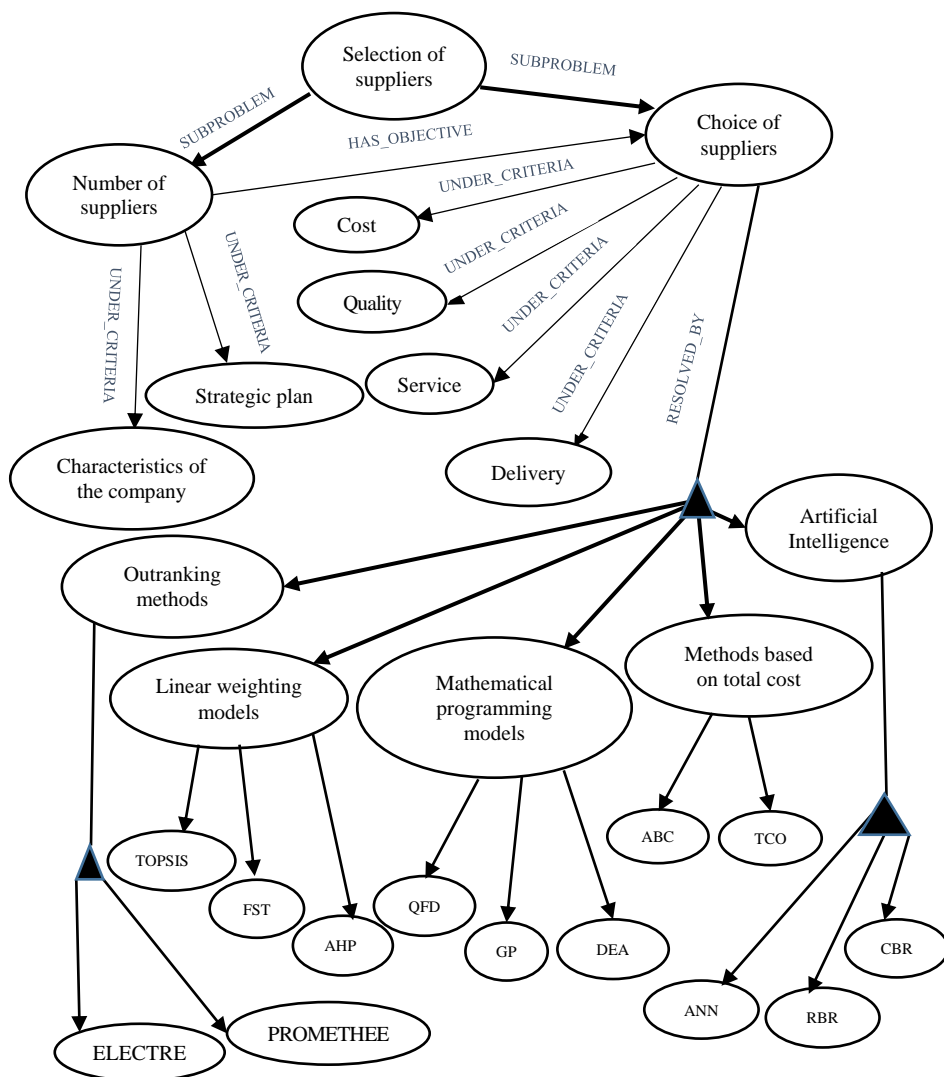 Selection of
suppliers
SUBPROBLEM
SUBPROBLEM
HAS_OBJECTIVE
Choice of
suppliers
Number of
suppliers
UNDER_CRITERIA
Cost
UNDER_CRITERIA
Quality
UNDER_CRITERIA
Service
UNDER_CRITERIA
Delivery
UNDER_CRITERIA
UNDER_CRITERIA
RESOLVED_BY
Strategic plan
Characteristics of
the company
Artificial
Intelligence
Outranking
methods
Linear weighting
models
Mathematical
programming
models
Methods based
on total cost
TOPSIS
FST
AHP
QFD
GP
DEA
ABC
TCO
CBR
ANN
RBR
ELECTRE
PROMETHEE